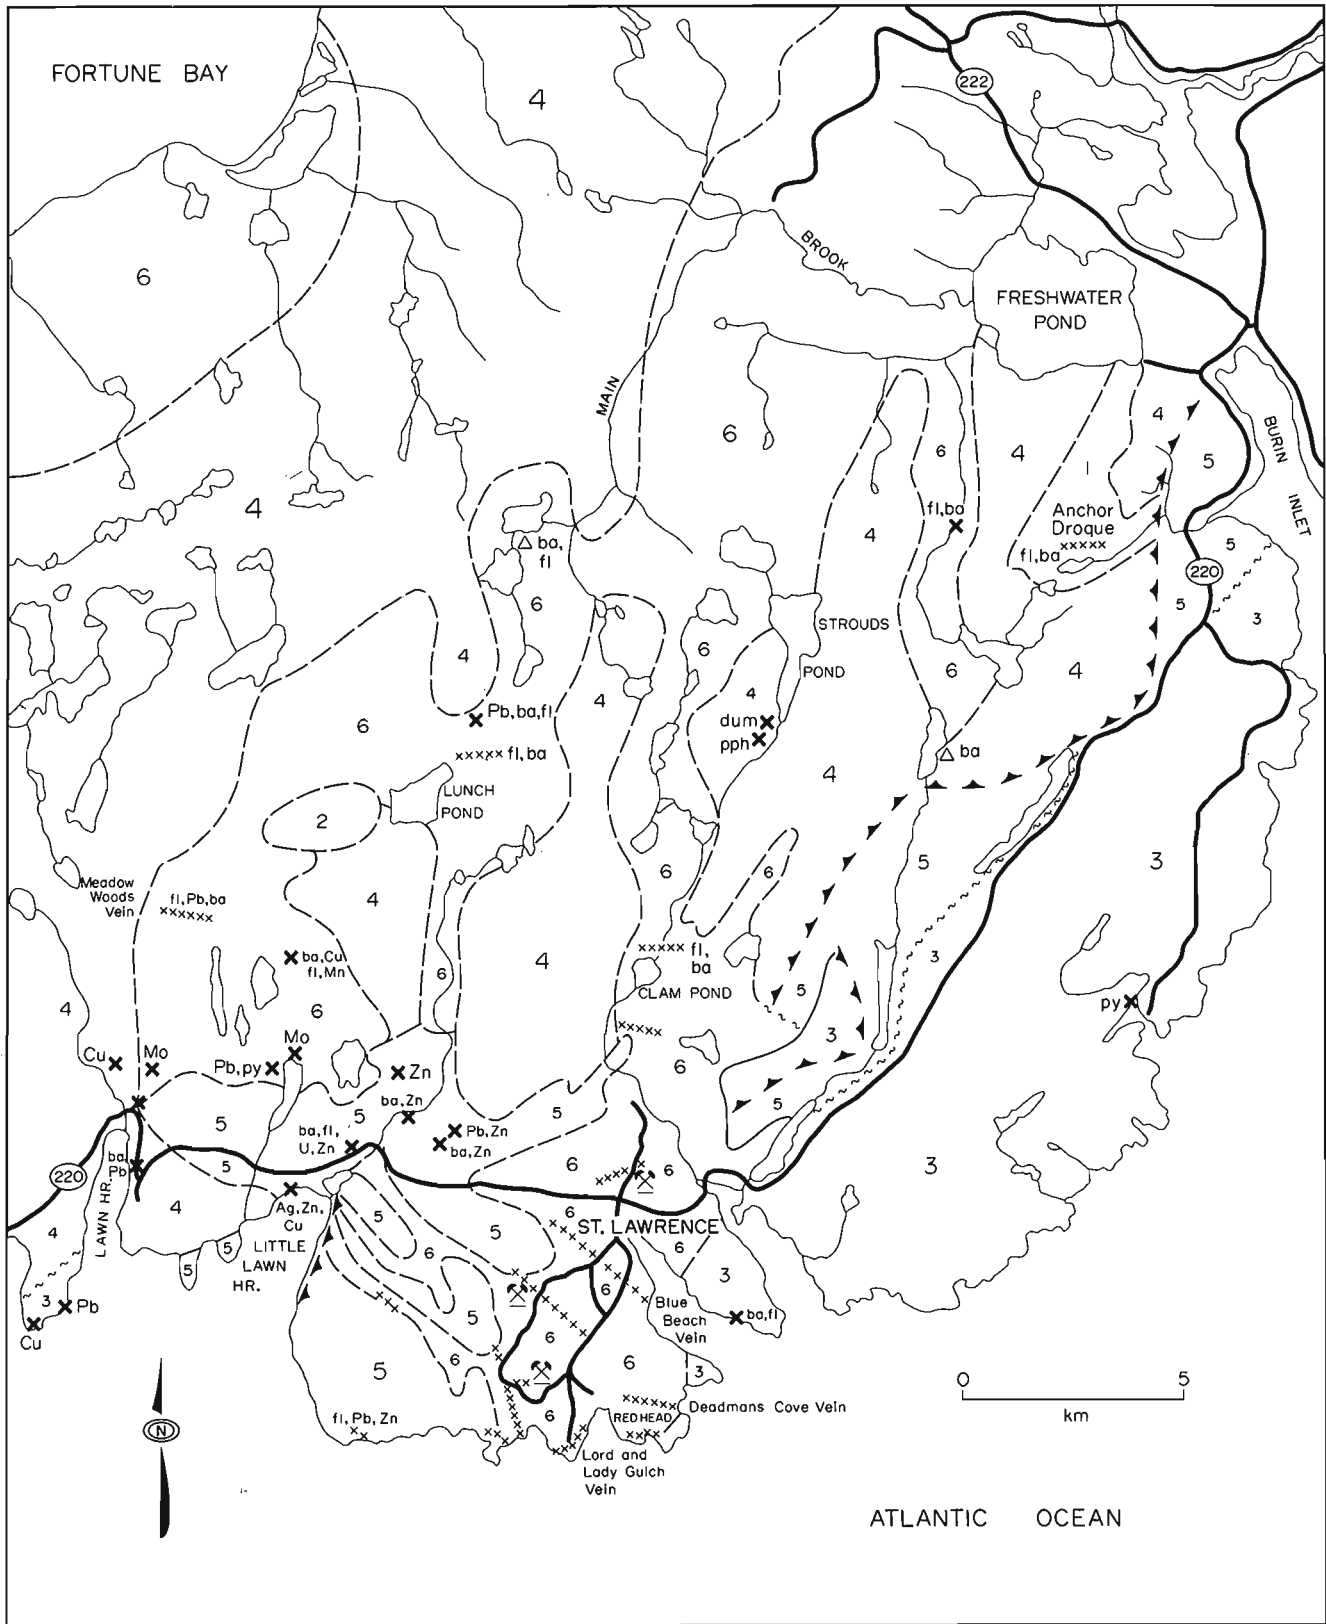 FORTUNE BAY
4
222
6
BROOK
FRESHWATER
POND
MAIN
6
4
6
4
1
5
BURIN
INLET
4
fl,ba
Anchor
Droque
fl,ba
4
ba,
fl
6
5
220
5
3
STROUDS
POND
6
4
4
6
4
Pb,ba,fl
6
4
dum
pph
ba
fl,ba
LUNCH
POND
4
2
5
3
6
6
Meadow
Woods
Vein
fl,Pb,ba
4
ba,Cu
fl,Mn
6
4
fl,
ba
CLAM POND
5
3
py
4
6
3
Cu
Mo
Mo
Pb,py
Zn
6
5
ba,Zn
5
5
5
ba,fl,
U,Zn
Pb,Zn
ba,Zn
ba,
Pb
220
5
6
6
3
LAWN HR.
4
Ag,Zn,
Cu
5
6
ST. LAWRENCE
4
5
5
LITTLE
LAWN
HR.
6
5
6
3
3
Pb
Cu
6
5
Blue
Beach
Vein
ba,fl
6
5
6
6
3
0 5
km
fl,Pb,Zn
6
RED HEAD
Deadmans Cove Vein
N
Lord and
Lady Gulch
Vein
ATLANTIC OCEAN